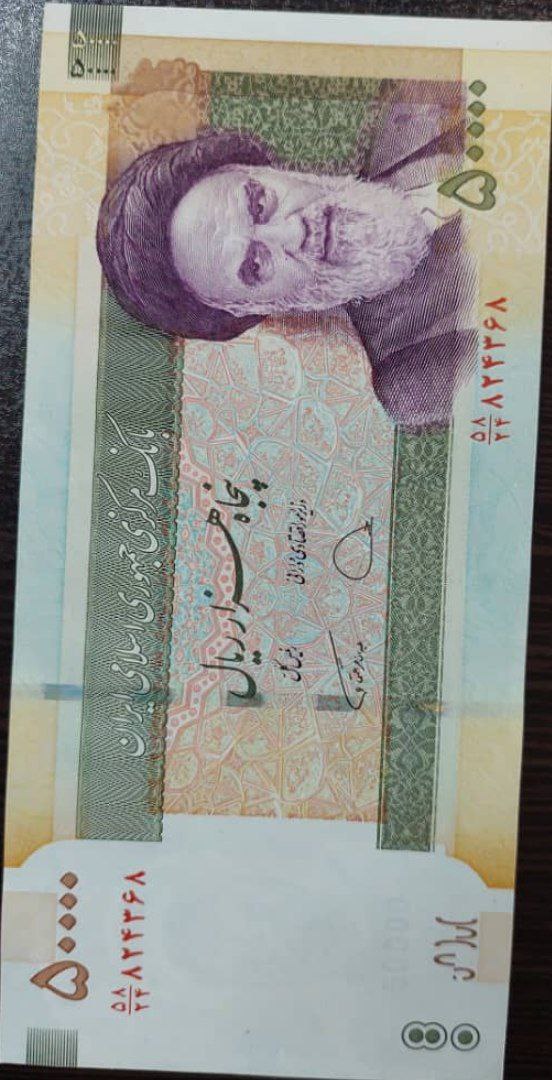 ۵۰۰۰۰
۵۸/۲۴ ۸۲۴۳۶۸
بانک مرکزی جمهوری اسلامی ایران
پنجاه هزار ریال
وزیر امور اقتصادی و دارائی
رئیس کل
50000
۵۸/۲۴ ۸۲۴۳۶۸
۵۰۰۰۰